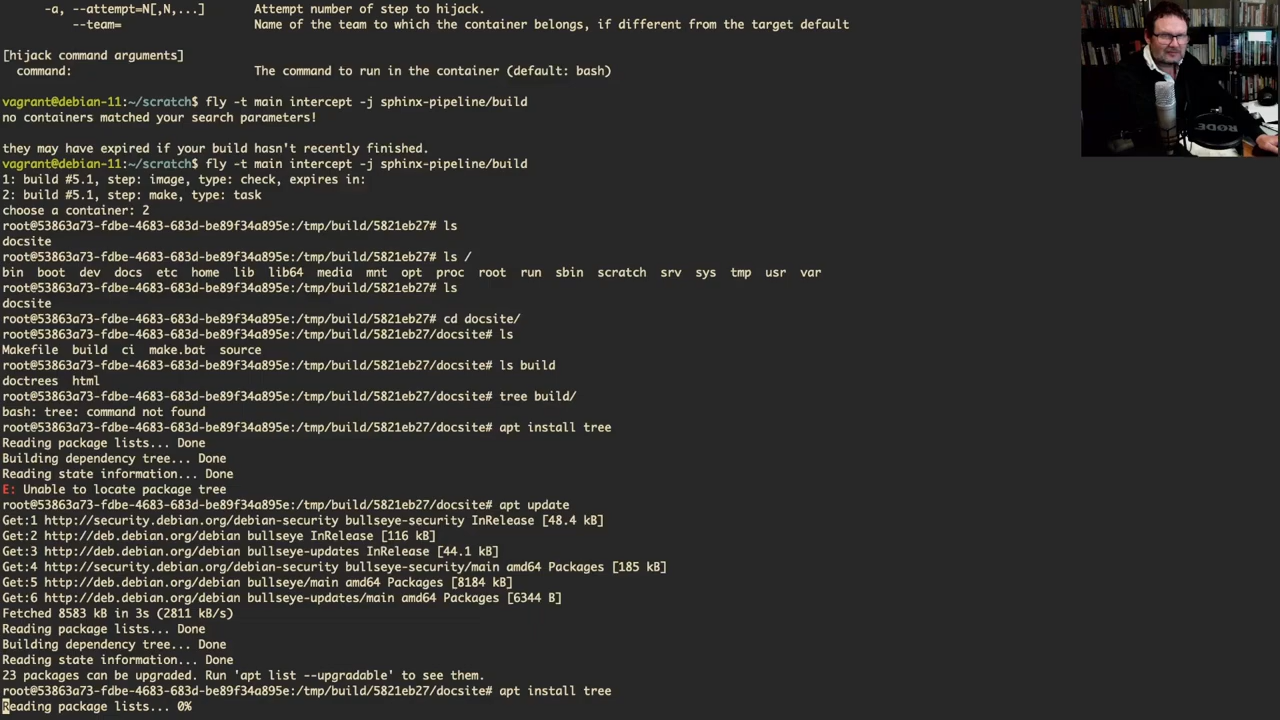 -a, --attempt=N[,N,...]       Attempt number of step to hijack.
--team=                   Name of the team to which the container belongs, if different from the target default
[hijack command arguments]
command:                          The command to run in the container (default: bash)
vagrant@debian-11:~/scratch$ fly -t main intercept -j sphinx-pipeline/build
no containers matched your search parameters!
they may have expired if your build hasn't recently finished.
vagrant@debian-11:~/scratch$ fly -t main intercept -j sphinx-pipeline/build
1: build #5.1, step: image, type: check, expires in:
2: build #5.1, step: make, type: task
choose a container: 2
root@53863a73-fdbe-4683-683d-be89f34a895e:/tmp/build/5821eb27# ls
docsite
root@53863a73-fdbe-4683-683d-be89f34a895e:/tmp/build/5821eb27# ls /
bin  boot  dev  docs  etc  home  lib  lib64  media  mnt  opt  proc  root  run  sbin  scratch  srv  sys  tmp  usr  var
root@53863a73-fdbe-4683-683d-be89f34a895e:/tmp/build/5821eb27# ls
docsite
root@53863a73-fdbe-4683-683d-be89f34a895e:/tmp/build/5821eb27# cd docsite/
root@53863a73-fdbe-4683-683d-be89f34a895e:/tmp/build/5821eb27/docsite# ls
Makefile  build  ci  make.bat  source
root@53863a73-fdbe-4683-683d-be89f34a895e:/tmp/build/5821eb27/docsite# ls build
doctrees  html
root@53863a73-fdbe-4683-683d-be89f34a895e:/tmp/build/5821eb27/docsite# tree build/
bash: tree: command not found
root@53863a73-fdbe-4683-683d-be89f34a895e:/tmp/build/5821eb27/docsite# apt install tree
Reading package lists... Done
Building dependency tree... Done
Reading state information... Done
E: Unable to locate package tree
root@53863a73-fdbe-4683-683d-be89f34a895e:/tmp/build/5821eb27/docsite# apt update
Get:1 http://security.debian.org/debian-security bullseye-security InRelease [48.4 kB]
Get:2 http://deb.debian.org/debian bullseye InRelease [116 kB]
Get:3 http://deb.debian.org/debian bullseye-updates InRelease [44.1 kB]
Get:4 http://security.debian.org/debian-security bullseye-security/main amd64 Packages [185 kB]
Get:5 http://deb.debian.org/debian bullseye/main amd64 Packages [8184 kB]
Get:6 http://deb.debian.org/debian bullseye-updates/main amd64 Packages [6344 B]
Fetched 8583 kB in 3s (2811 kB/s)
Reading package lists... Done
Building dependency tree... Done
Reading state information... Done
23 packages can be upgraded. Run 'apt list --upgradable' to see them.
root@53863a73-fdbe-4683-683d-be89f34a895e:/tmp/build/5821eb27/docsite# apt install tree
Reading package lists... 0%
RODE